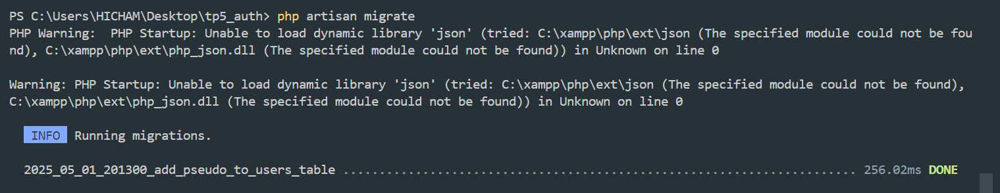 PS C:\Users\HICHAM\Desktop\tp5_auth> php artisan migrate
PHP Warning:  PHP Startup: Unable to load dynamic library 'json' (tried: C:\xampp\php\ext\json (The specified module could not be fou
nd), C:\xampp\php\ext\php_json.dll (The specified module could not be found)) in Unknown on line 0
Warning: PHP Startup: Unable to load dynamic library 'json' (tried: C:\xampp\php\ext\json (The specified module could not be found),
C:\xampp\php\ext\php_json.dll (The specified module could not be found)) in Unknown on line 0
INFO Running migrations.
2025_05_01_201300_add_pseudo_to_users_table ....................................................................... 256.02ms DONE